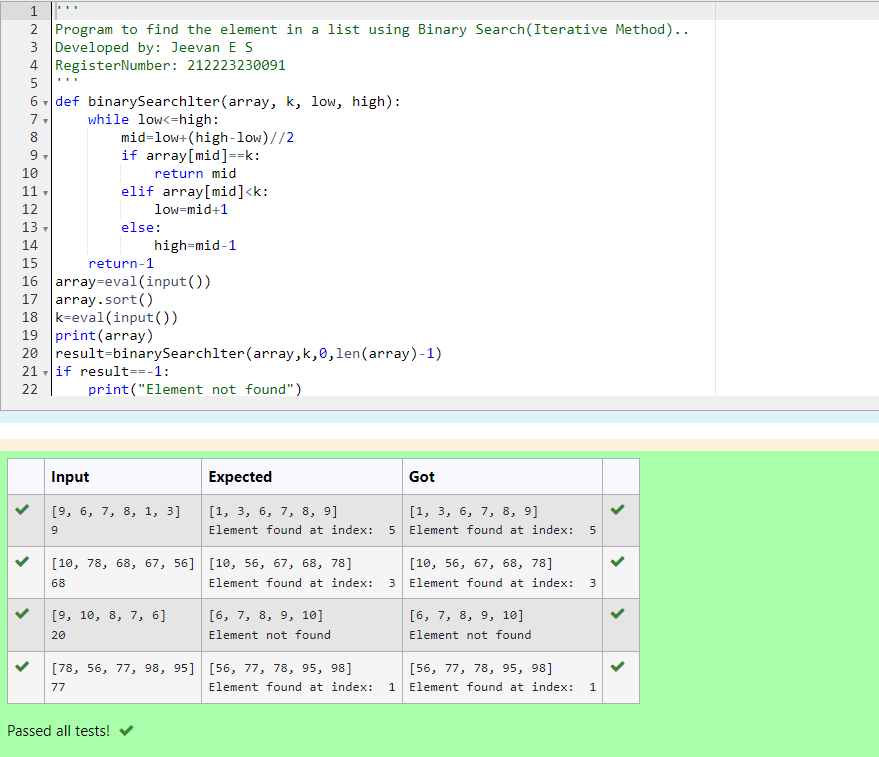 1 '''
2 Program to find the element in a list using Binary Search(Iterative Method)..
3 Developed by: Jeevan E S
4 RegisterNumber: 212223230091
5 '''
6 def binarySearchlter(array, k, low, high):
7     while low<=high:
8         mid=low+(high-low)//2
9         if array[mid]==k:
10             return mid
11         elif array[mid]<k:
12             low=mid+1
13         else:
14             high=mid-1
15     return-1
16 array=eval(input())
17 array.sort()
18 k=eval(input())
19 print(array)
20 result=binarySearchlter(array,k,0,len(array)-1)
21 if result==-1:
22     print("Element not found")
Input Expected Got
[9, 6, 7, 8, 1, 3] [1, 3, 6, 7, 8, 9] [1, 3, 6, 7, 8, 9]
9 Element found at index:  5 Element found at index:  5
[10, 78, 68, 67, 56] [10, 56, 67, 68, 78] [10, 56, 67, 68, 78]
68 Element found at index:  3 Element found at index:  3
[9, 10, 8, 7, 6] [6, 7, 8, 9, 10] [6, 7, 8, 9, 10]
20 Element not found Element not found
[78, 56, 77, 98, 95] [56, 77, 78, 95, 98] [56, 77, 78, 95, 98]
77 Element found at index:  1 Element found at index:  1
Passed all tests!